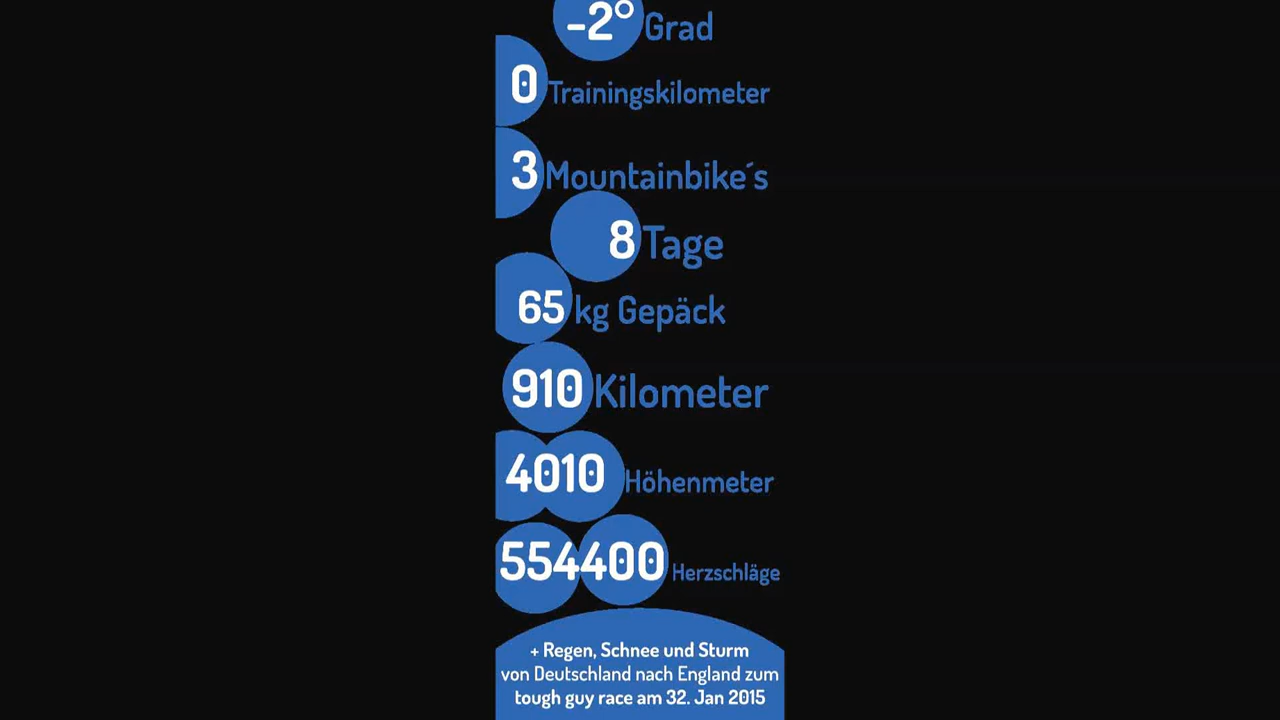 -2° Grad
0 Trainingskilometer
3 Mountainbike´s
8 Tage
65 kg Gepäck
910 Kilometer
4010 Höhenmeter
554400 Herzschläge
+ Regen, Schnee und Sturm
von Deutschland nach England zum
tough guy race am 32. Jan 2015